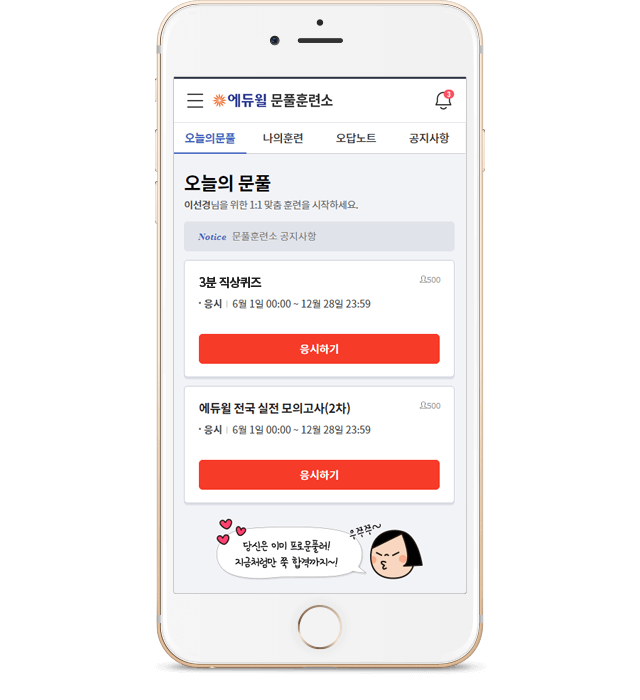 에듀윌 문풀훈련소
3
오늘의문풀 나의훈련 오답노트 공지사항
오늘의 문풀
이선경님을 위한 1:1 맞춤 훈련을 시작하세요.
Notice 문풀훈련소 공지사항
3분 직상퀴즈 500
• 응시 | 6월 1일 00:00 ~ 12월 28일 23:59
응시하기
에듀윌 전국 실전 모의고사(2차) 500
• 응시 | 6월 1일 00:00 ~ 12월 28일 23:59
응시하기
우쭈쭈~
당신은 이미 프로문풀러!
지금처럼만 쭉 합격까지~!